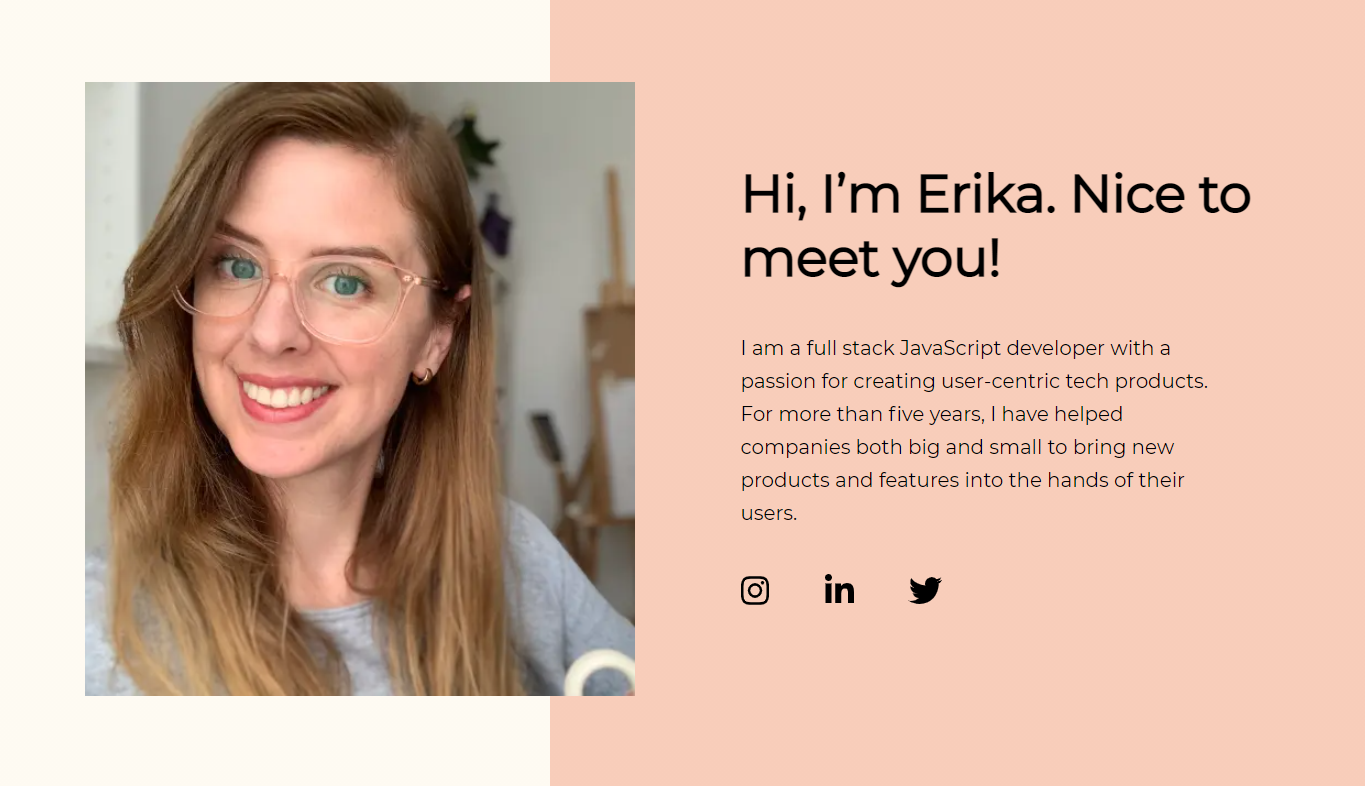 Hi, I’m Erika. Nice to
meet you!
I am a full stack JavaScript developer with a
passion for creating user-centric tech products.
For more than five years, I have helped
companies both big and small to bring new
products and features into the hands of their
users.
in